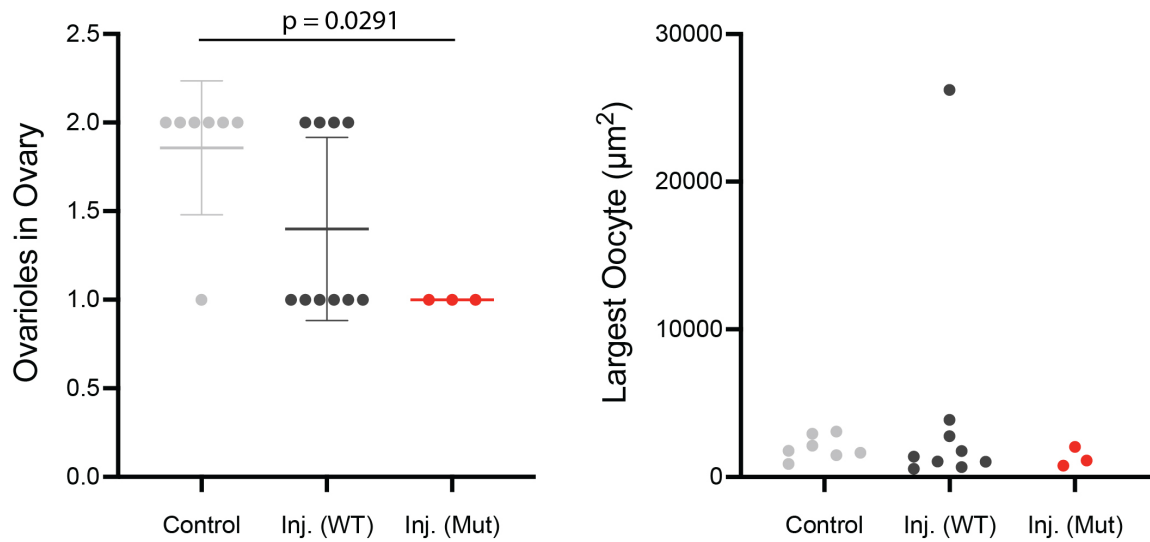 p = 0.0291
Ovarioles in Ovary
2.5
2.0
1.5
1.0
0.5
0.0
Control
Inj. (WT)
Inj. (Mut)
Largest Oocyte (µm²)
30000
20000
10000
0
Control
Inj. (WT)
Inj. (Mut)